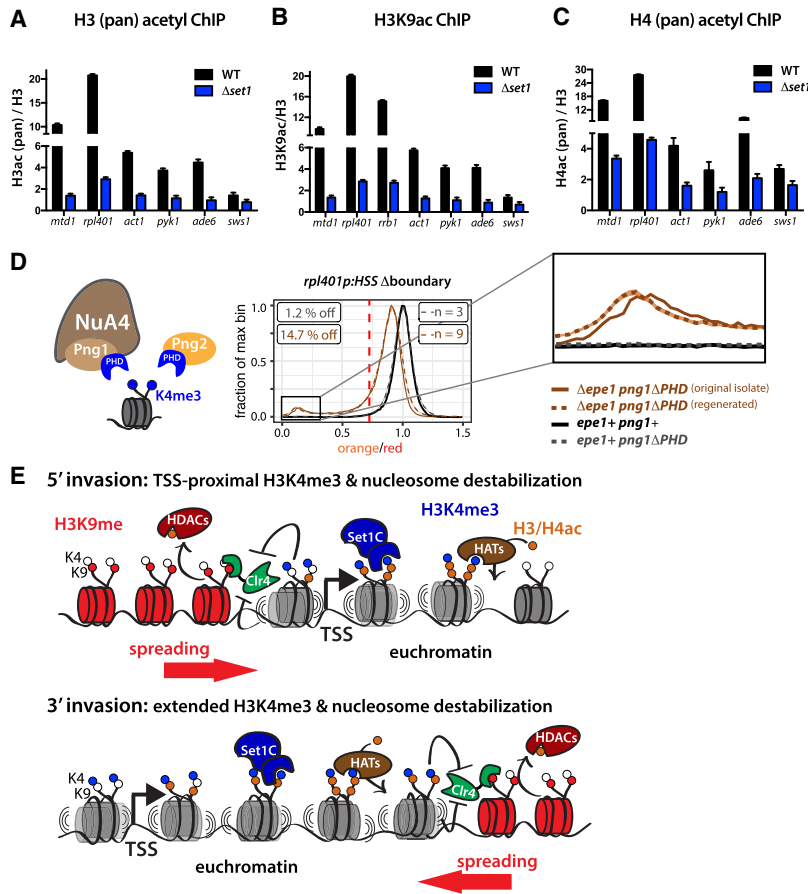 A
H3 (pan) acetyl ChIP
WT
Δset1
H3ac (pan) / H3
20
10
6
4
2
0
mtd1 rpl401 act1 pyk1 ade6 sws1
B
H3K9ac ChIP
WT
Δset1
H3K9ac/H3
20
12
6
4
2
0
mtd1 rpl401 rrb1 act1 pyk1 ade6 sws1
C
H4 (pan) acetyl ChIP
WT
Δset1
H4ac (pan) / H3
30
24
18
12
4
2
0
mtd1 rpl401 act1 pyk1 ade6 sws1
D
NuA4
Png1
PHD
PHD
Png2
K4me3
rpl401p:HSS Δboundary
1.2 % off
14.7 % off
-n = 3
-n = 9
fraction of max bin
1.0
0.5
0.0
0.0 0.5 1.0 1.5
orange/red
Δepe1 png1ΔPHD (original isolate)
Δepe1 png1ΔPHD (regenerated)
epe1+ png1+
epe1+ png1ΔPHD
E
5′ invasion: TSS-proximal H3K4me3 & nucleosome destabilization
H3K9me
HDACs
H3K4me3
H3/H4ac
Set1C
HATs
K4
K9
Clr4
TSS
spreading
euchromatin
3′ invasion: extended H3K4me3 & nucleosome destabilization
HDACs
Set1C
HATs
K4
K9
Clr4
TSS
euchromatin
spreading